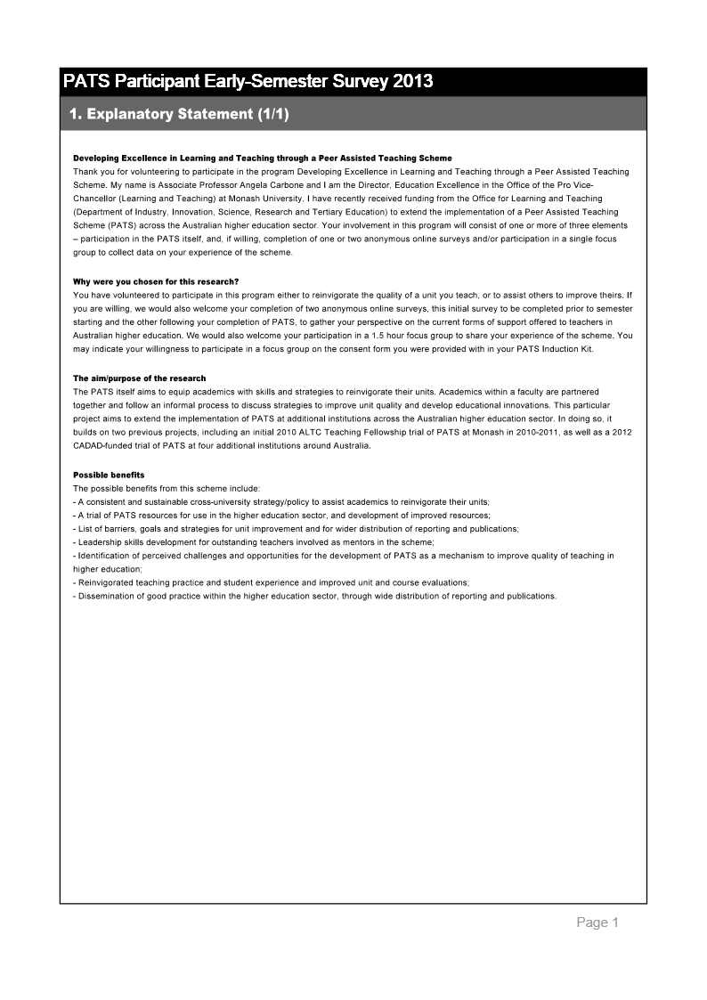 PATS Participant Early-Semester Survey 2013
1. Explanatory Statement (1/1)
Developing Excellence in Learning and Teaching through a Peer Assisted Teaching Scheme
Thank you for volunteering to participate in the program Developing Excellence in Learning and Teaching through a Peer Assisted Teaching
Scheme. My name is Associate Professor Angela Carbone and I am the Director, Education Excellence in the Office of the Pro Vice-
Chancellor (Learning and Teaching) at Monash University. I have recently received funding from the Office for Learning and Teaching
(Department of Industry, Innovation, Science, Research and Tertiary Education) to extend the implementation of a Peer Assisted Teaching
Scheme (PATS) across the Australian higher education sector. Your involvement in this program will consist of one or more of three elements
– participation in the PATS itself, and, if willing, completion of one or two anonymous online surveys and/or participation in a single focus
group to collect data on your experience of the scheme.
Why were you chosen for this research?
You have volunteered to participate in this program either to reinvigorate the quality of a unit you teach, or to assist others to improve theirs. If
you are willing, we would also welcome your completion of two anonymous online surveys, this initial survey to be completed prior to semester
starting and the other following your completion of PATS, to gather your perspective on the current forms of support offered to teachers in
Australian higher education. We would also welcome your participation in a 1.5 hour focus group to share your experience of the scheme. You
may indicate your willingness to participate in a focus group on the consent form you were provided with in your PATS Induction Kit.
The aim/purpose of the research
The PATS itself aims to equip academics with skills and strategies to reinvigorate their units. Academics within a faculty are partnered
together and follow an informal process to discuss strategies to improve unit quality and develop educational innovations. This particular
project aims to extend the implementation of PATS at additional institutions across the Australian higher education sector. In doing so, it
builds on two previous projects, including an initial 2010 ALTC Teaching Fellowship trial of PATS at Monash in 2010-2011, as well as a 2012
CADAD-funded trial of PATS at four additional institutions around Australia.
Possible benefits
The possible benefits from this scheme include:
- A consistent and sustainable cross-university strategy/policy to assist academics to reinvigorate their units;
- A trial of PATS resources for use in the higher education sector, and development of improved resources;
- List of barriers, goals and strategies for unit improvement and for wider distribution of reporting and publications;
- Leadership skills development for outstanding teachers involved as mentors in the scheme;
- Identification of perceived challenges and opportunities for the development of PATS as a mechanism to improve quality of teaching in
higher education;
- Reinvigorated teaching practice and student experience and improved unit and course evaluations;
- Dissemination of good practice within the higher education sector, through wide distribution of reporting and publications.
Page 1